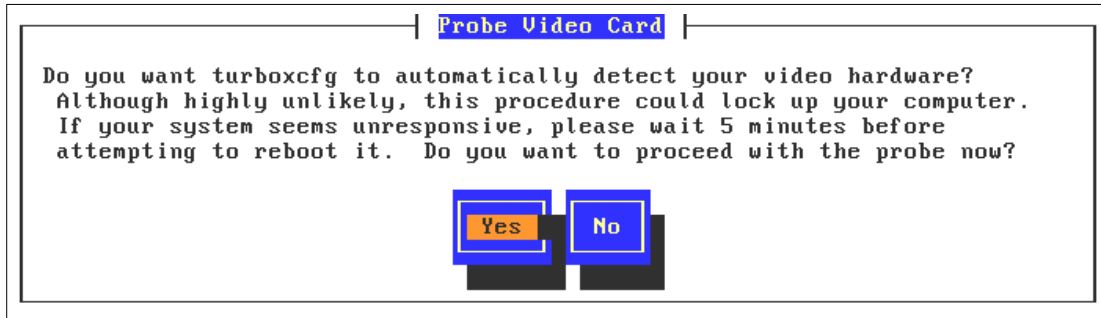 Probe Video Card
Do you want turboxcfg to automatically detect your video hardware?
Although highly unlikely, this procedure could lock up your computer.
If your system seems unresponsive, please wait 5 minutes before
attempting to reboot it.  Do you want to proceed with the probe now?
Yes No